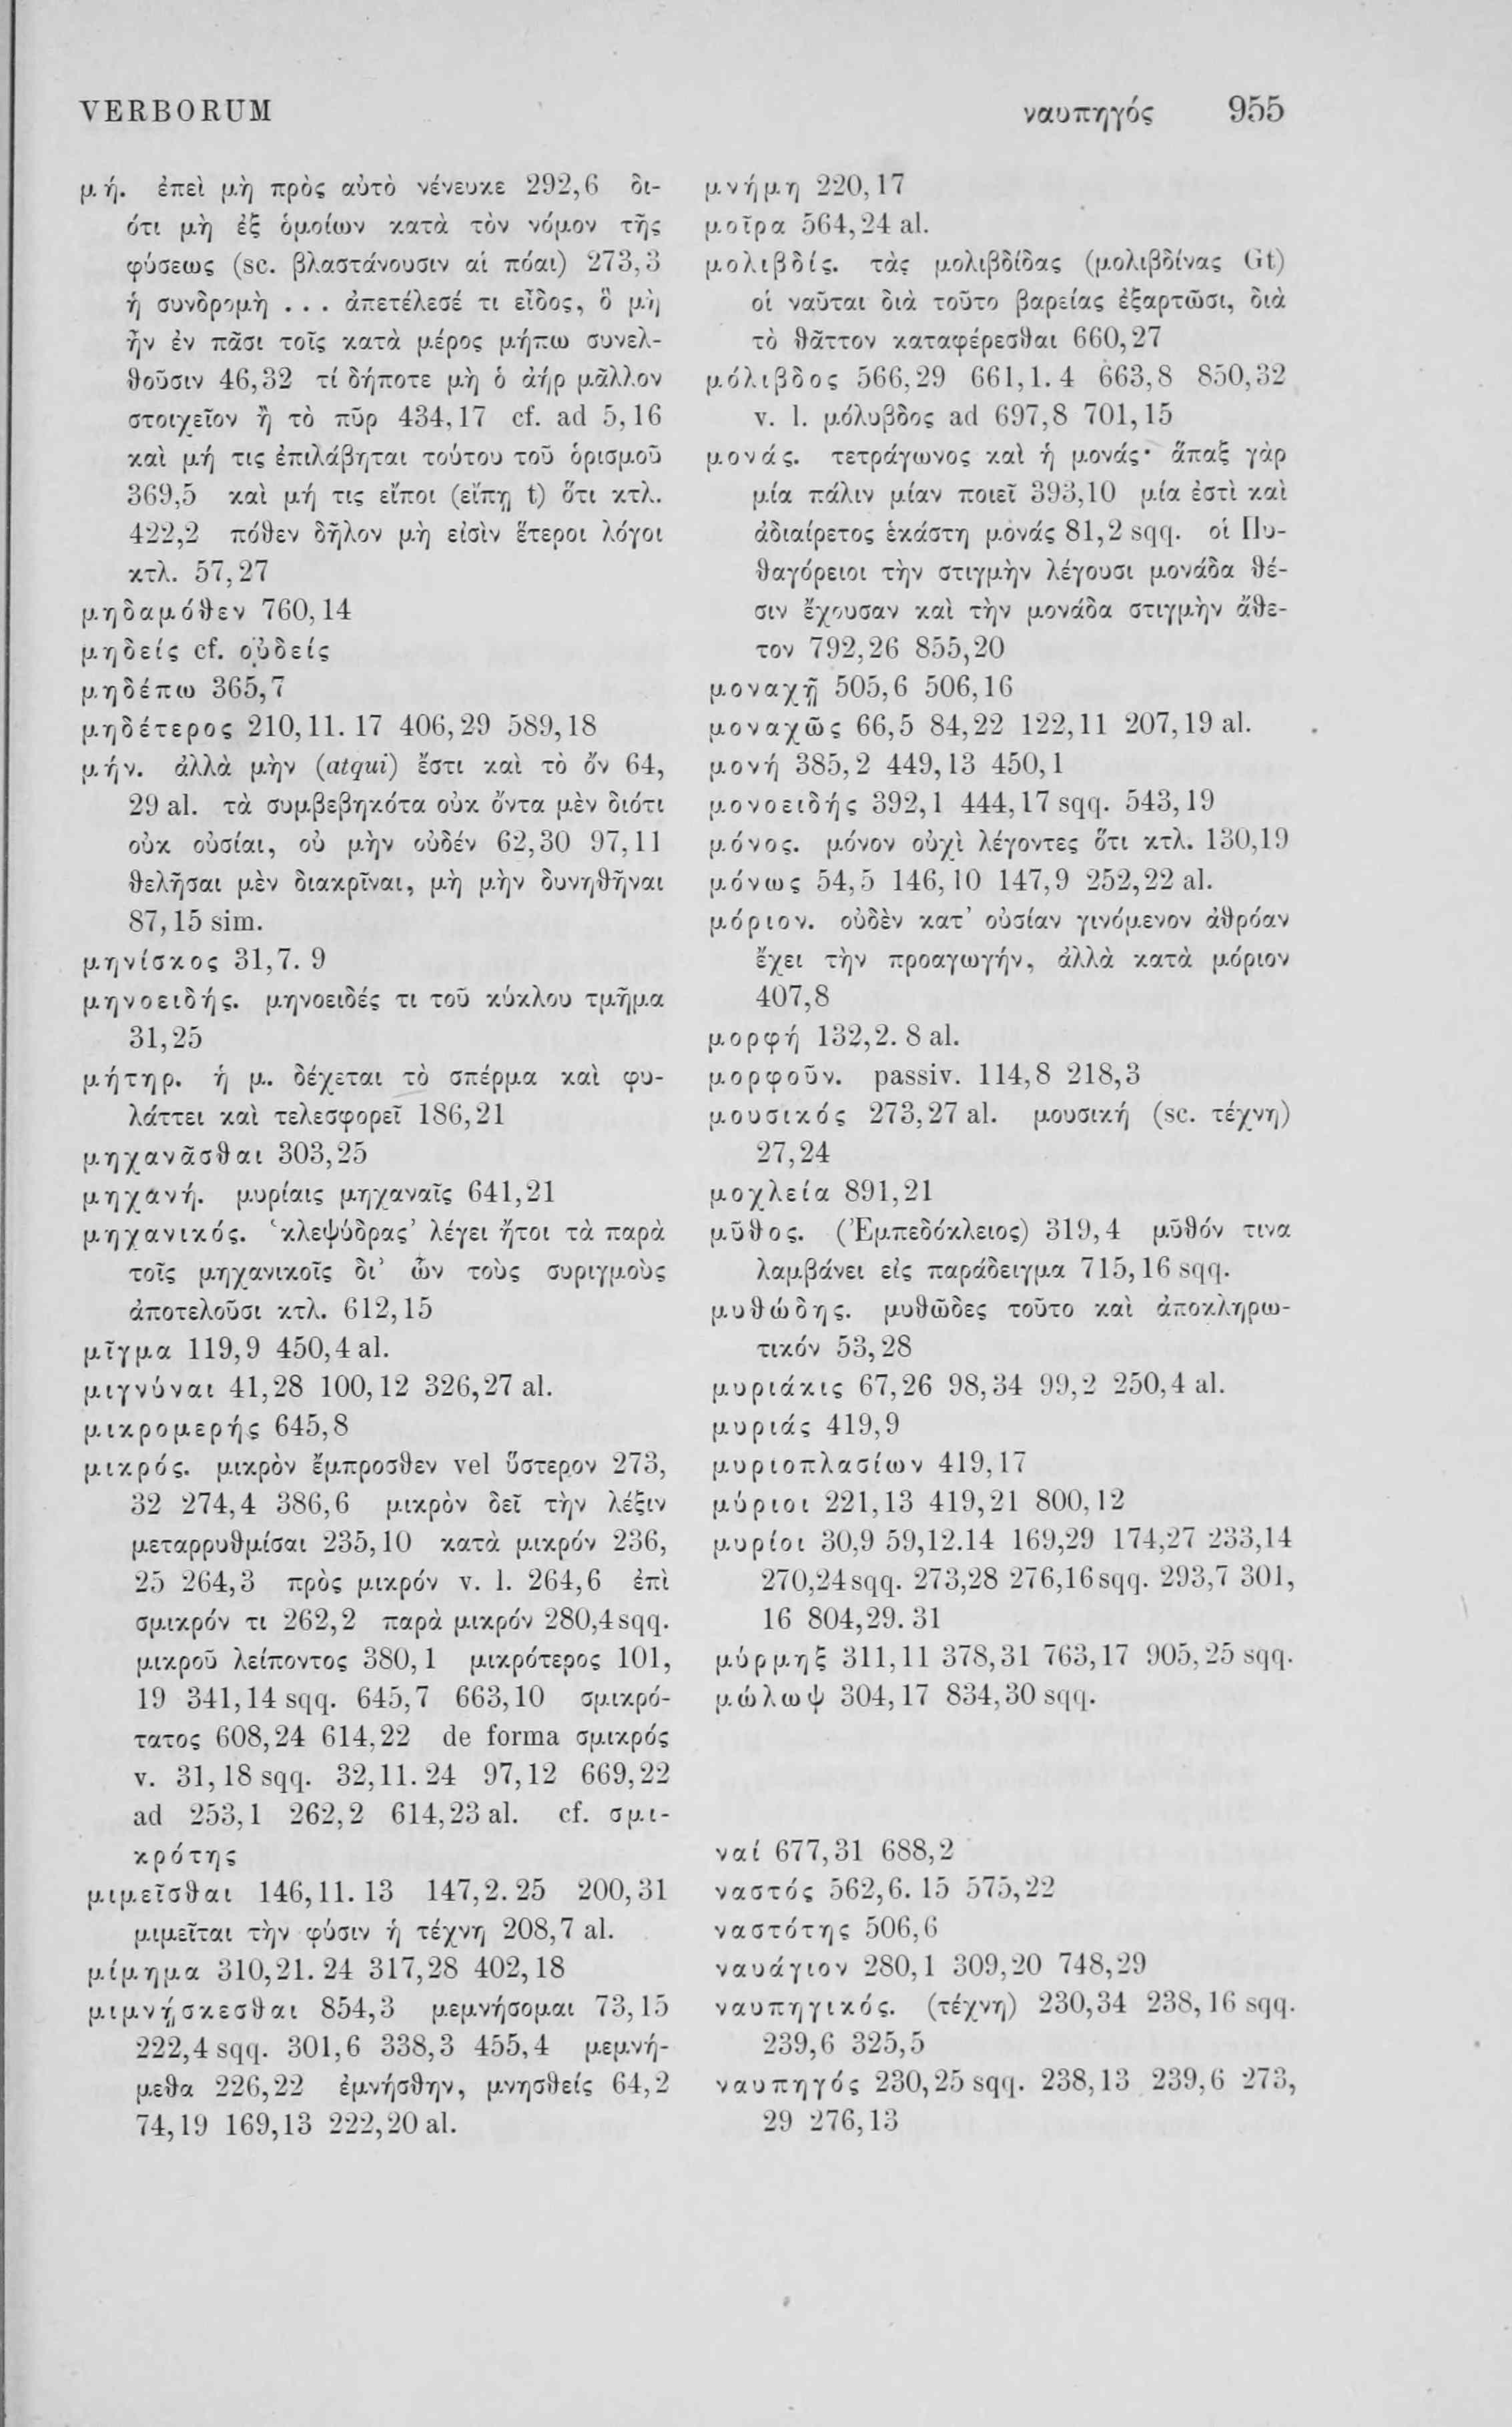 VERBORUM ναυπηγός 955
μή. ἐπεὶ μὴ πρὸς αὐτὸ νένευκε 292,6 δι-
ότι μὴ ἐξ ὁμοίων κατὰ τὸν νόμον τῆς
φύσεως (sc. βλαστάνουσιν αἱ πόαι) 273,3
ἡ συνδρομὴ . . . ἀπετέλεσέ τι εἶδος, ὃ μὴ
ἦν ἐν πᾶσι τοῖς κατὰ μέρος μήπω συνελ-
θοῦσιν 46,32 τί δήποτε μὴ ὁ ἀὴρ μᾶλλον
στοιχεῖον ἢ τὸ πῦρ 434,17 cf. ad 5,16
καὶ μή τις ἐπιλάβηται τούτου τοῦ ὁρισμοῦ
369,5 καὶ μή τις εἴποι (εἴπῃ t) ὅτι κτλ.
422,2 πόθεν δῆλον μὴ εἰσὶν ἕτεροι λόγοι
κτλ. 57,27
μηδαμόθεν 760,14
μηδείς cf. οὐδείς
μηδέπω 365,7
μηδέτερος 210,11. 17 406,29 589,18
μήν. ἀλλὰ μὴν (atqui) ἔστι καὶ τὸ ὄν 64,
29 al. τὰ συμβεβηκότα οὐκ ὄντα μὲν διότι
οὐκ οὐσίαι, οὐ μὴν οὐδέν 62,30 97,11
θελῆσαι μὲν διακρῖναι, μὴ μὴν δυνηθῆναι
87,15 sim.
μηνίσκος 31,7. 9
μηνοειδής. μηνοειδές τι τοῦ κύκλου τμῆμα
31,25
μήτηρ. ἡ μ. δέχεται τὸ σπέρμα καὶ φυ-
λάττει καὶ τελεσφορεῖ 186,21
μηχανᾶσθαι 303,25
μηχανή. μυρίαις μηχαναῖς 641,21
μηχανικός. ‘κλεψύδρας’ λέγει ἤτοι τὰ παρὰ
τοῖς μηχανικοῖς δι’ ὧν τοὺς συριγμοὺς
ἀποτελοῦσι κτλ. 612,15
μῖγμα 119,9 450,4 al.
μιγνύναι 41,28 100,12 326,27 al.
μικρομερής 645,8
μικρός. μικρὸν ἔμπροσθεν vel ὕστερον 273,
32 274,4 386,6 μικρὸν δεῖ τὴν λέξιν
μεταρρυθμίσαι 235,10 κατὰ μικρόν 236,
25 264,3 πρὸς μικρόν v. l. 264,6 ἐπὶ
σμικρόν τι 262,2 παρὰ μικρόν 280,4 sqq.
μικροῦ λείποντος 380,1 μικρότερος 101,
19 341,14 sqq. 645,7 663,10 σμικρό-
τατος 608,24 614,22 de forma σμικρός
v. 31,18 sqq. 32,11. 24 97,12 669,22
ad 253,1 262,2 614,23 al. cf. σμι-
κρότης
μιμεῖσθαι 146,11. 13 147,2. 25 200,31
μιμεῖται τὴν φύσιν ἡ τέχνη 208,7 al.
μίμημα 310,21. 24 317,28 402,18
μιμνῄσκεσθαι 854,3 μεμνήσομαι 73,15
222,4 sqq. 301,6 338,3 455,4 μεμνή-
μεθα 226,22 ἐμνήσθην, μνησθείς 64,2
74,19 169,13 222,20 al.
μνήμη 220,17
μοῖρα 564,24 al.
μολιβδίς. τὰς μολιβδίδας (μολιβδίνας Gt)
οἱ ναῦται διὰ τοῦτο βαρείας ἐξαρτῶσι, διὰ
τὸ θᾶττον καταφέρεσθαι 660,27
μόλιβδος 566,29 661,1. 4 663,8 850,32
v. l. μόλυβδος ad 697,8 701,15
μονάς. τετράγωνος καὶ ἡ μονάς· ἅπαξ γὰρ
μία πάλιν μίαν ποιεῖ 393,10 μία ἐστὶ καὶ
ἀδιαίρετος ἑκάστη μονάς 81,2 sqq. οἱ Πυ-
θαγόρειοι τὴν στιγμὴν λέγουσι μονάδα θέ-
σιν ἔχουσαν καὶ τὴν μονάδα στιγμὴν ἄθε-
τον 792,26 855,20
μοναχῇ 505,6 506,16
μοναχῶς 66,5 84,22 122,11 207,19 al.
μονή 385,2 449,13 450,1
μονοειδής 392,1 444,17 sqq. 543,19
μόνος. μόνον οὐχὶ λέγοντες ὅτι κτλ. 130,19
μόνως 54,5 146,10 147,9 252,22 al.
μόριον. οὐδὲν κατ’ οὐσίαν γινόμενον ἀθρόαν
ἔχει τὴν προαγωγήν, ἀλλὰ κατὰ μόριον
407,8
μορφή 132,2. 8 al.
μορφοῦν. passiv. 114,8 218,3
μουσικός 273,27 al. μουσική (sc. τέχνη)
27,24
μοχλεία 891,21
μῦθος. (Ἐμπεδόκλειος) 319,4 μῦθόν τινα
λαμβάνει εἰς παράδειγμα 715,16 sqq.
μυθώδης. μυθῶδες τοῦτο καὶ ἀποκληρω-
τικόν 53,28
μυριάκις 67,26 98,34 99,2 250,4 al.
μυριάς 419,9
μυριοπλασίων 419,17
μύριοι 221,13 419,21 800,12
μυρίοι 30,9 59,12.14 169,29 174,27 233,14
270,24 sqq. 273,28 276,16 sqq. 293,7 301,
16 804,29. 31
μύρμηξ 311,11 378,31 763,17 905,25 sqq.
μώλωψ 304,17 834,30 sqq.
ναί 677,31 688,2
ναστός 562,6. 15 575,22
ναστότης 506,6
ναυάγιον 280,1 309,20 748,29
ναυπηγικός. (τέχνη) 230,34 238,16 sqq.
239,6 325,5
ναυπηγός 230,25 sqq. 238,13 239,6 273,
29 276,13